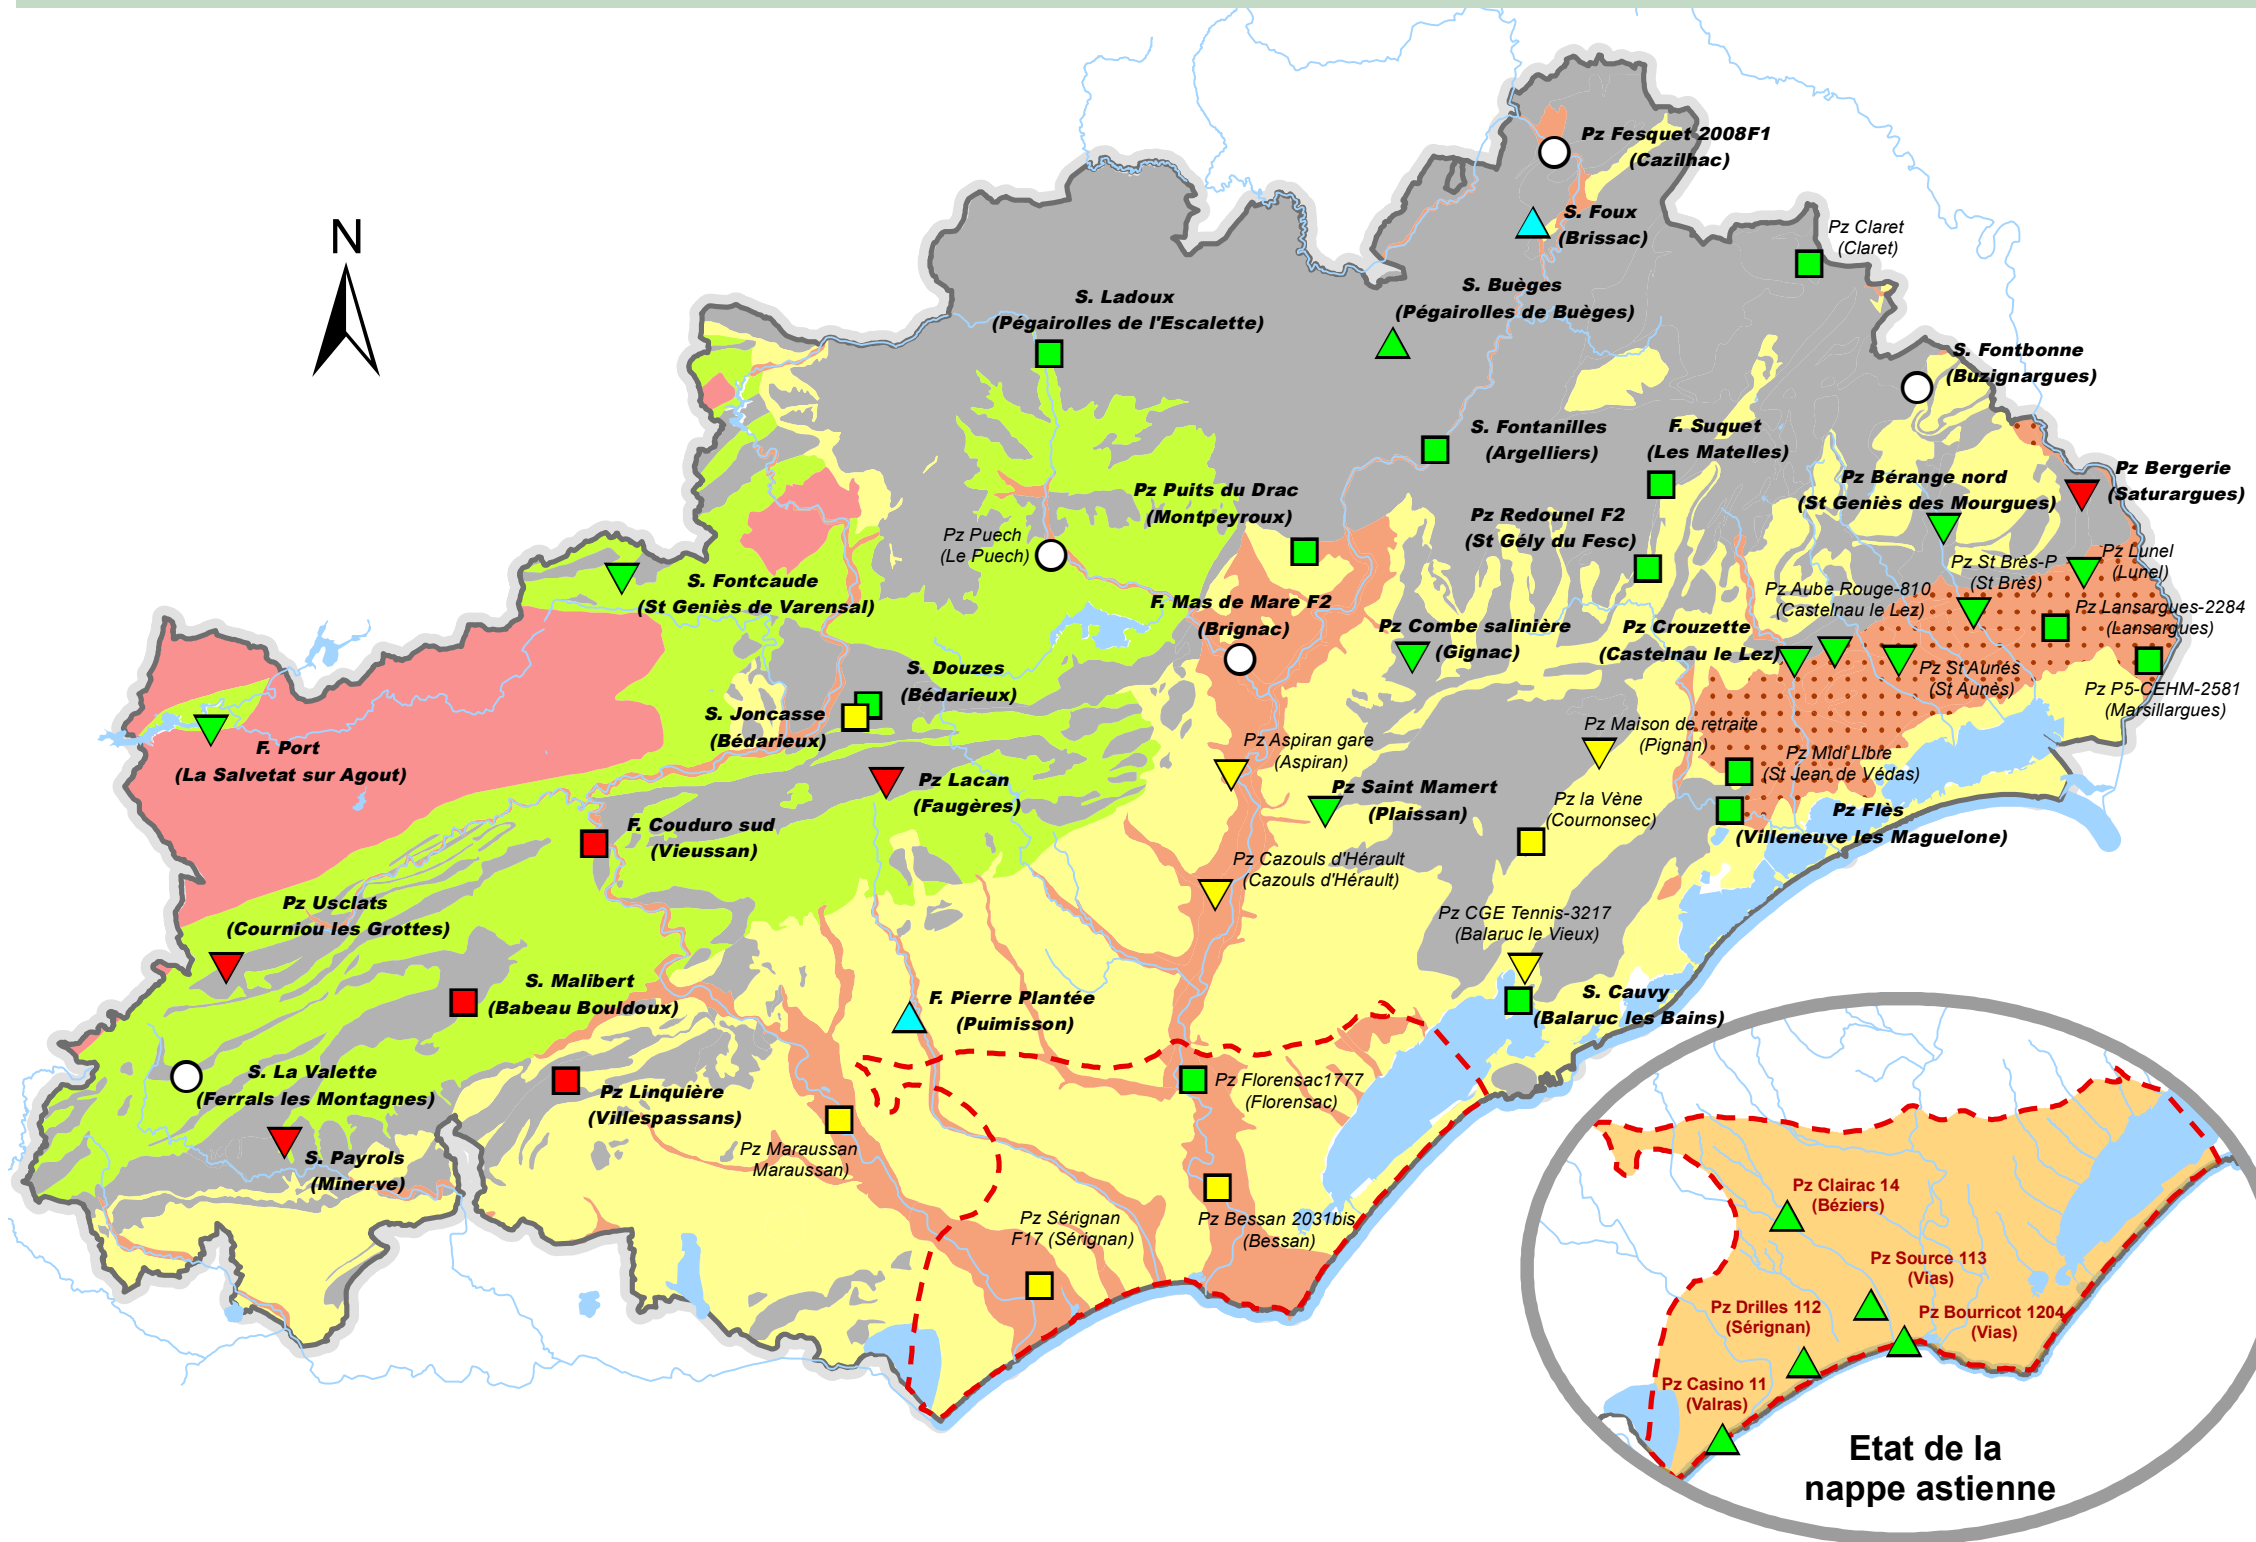 N
Pz Fesquet 2008F1
(Cazilhac)
S. Foux
(Brissac)
Pz Claret
(Claret)
S. Ladoux
(Pégairolles de l'Escalette)
S. Buèges
(Pégairolles de Buèges)
S. Fontbonne
(Buzignargues)
S. Fontanilles
(Argelliers)
F. Suquet
(Les Matelles)
Pz Bérange nord
(St Geniès des Mourgues)
Pz Bergerie
(Saturargues)
Pz Puits du Drac
(Montpeyroux)
Pz Redounel F2
(St Gély du Fesc)
Pz Puech
(Le Puech)
Pz St Brès-P
(St Brès)
Pz Lunel
(Lunel)
S. Fontcaude
(St Geniès de Varensal)
Pz Aube Rouge-810
(Castelnau le Lez)
Pz Lansargues-2284
(Lansargues)
F. Mas de Mare F2
(Brignac)
Pz Combe salinière
(Gignac)
Pz Crouzette
(Castelnau le Lez)
Pz St Aunés
(St Aunès)
Pz P5-CEHM-2581
(Marsillargues)
S. Douzes
(Bédarieux)
S. Joncasse
(Bédarieux)
F. Port
(La Salvetat sur Agout)
Pz Aspiran gare
(Aspiran)
Pz Maison de retraite
(Pignan)
Pz Midi Libre
(St Jean de Védas)
Pz Lacan
(Faugères)
Pz Saint Mamert
(Plaissan)
Pz la Vène
(Cournonsec)
Pz Flès
(Villeneuve les Maguelone)
F. Couduro sud
(Vieussan)
Pz Cazouls d'Hérault
(Cazouls d'Hérault)
Pz Usclats
(Courniou les Grottes)
Pz CGE Tennis-3217
(Balaruc le Vieux)
S. Malibert
(Babeau Bouldoux)
F. Pierre Plantée
(Puimisson)
S. Cauvy
(Balaruc les Bains)
S. La Valette
(Ferrals les Montagnes)
Pz Linquière
(Villespassans)
Pz Florensac1777
(Florensac)
S. Payrols
(Minerve)
Pz Maraussan
Maraussan)
Pz Sérignan
F17 (Sérignan)
Pz Bessan 2031bis
(Bessan)
Pz Clairac 14
(Béziers)
Pz Source 113
(Vias)
Pz Drilles 112
(Sérignan)
Pz Bourricot 1204
(Vias)
Pz Casino 11
(Valras)
Etat de la
nappe astienne